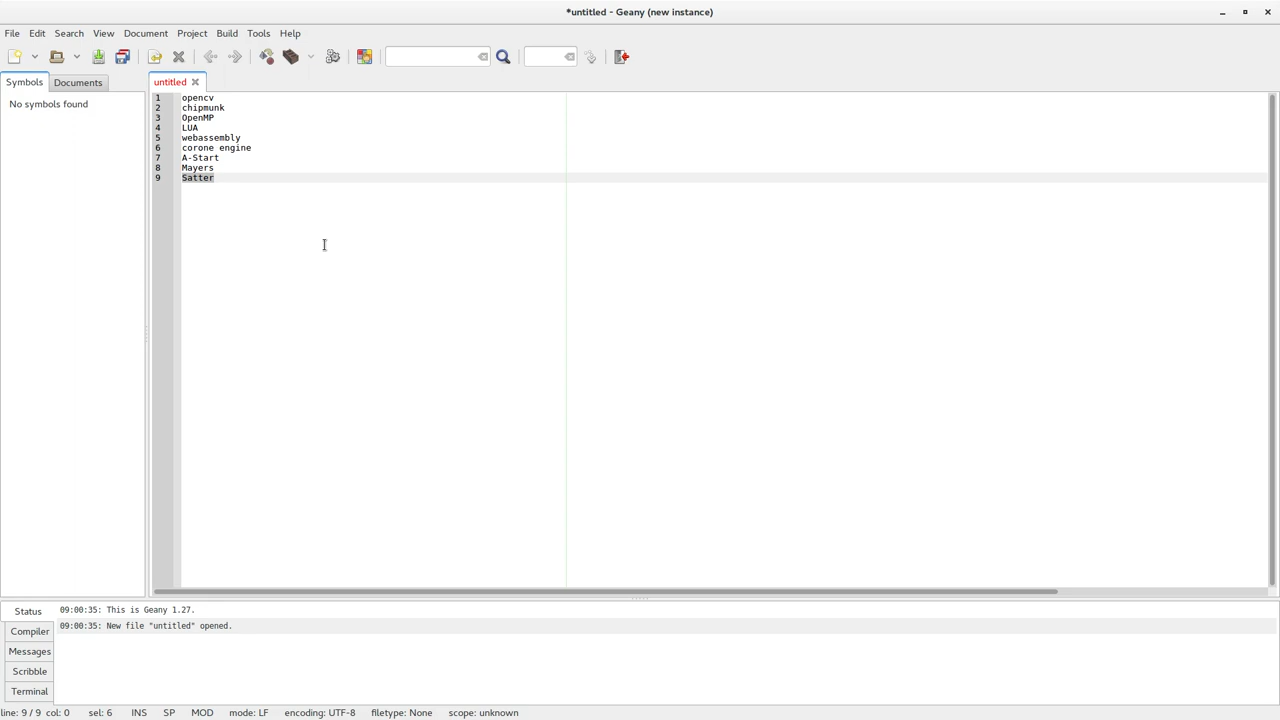 *untitled - Geany (new instance)
File Edit Search View Document Project Build Tools Help
Symbols Documents untitled
No symbols found
1 opencv
2 chipmunk
3 OpenMP
4 LUA
5 webassembly
6 corone engine
7 A-Start
8 Mayers
9 Satter
Status 09:00:35: This is Geany 1.27.
09:00:35: New file "untitled" opened.
Compiler
Messages
Scribble
Terminal
line: 9 / 9 col: 0 sel: 6 INS SP MOD mode: LF encoding: UTF-8 filetype: None scope: unknown